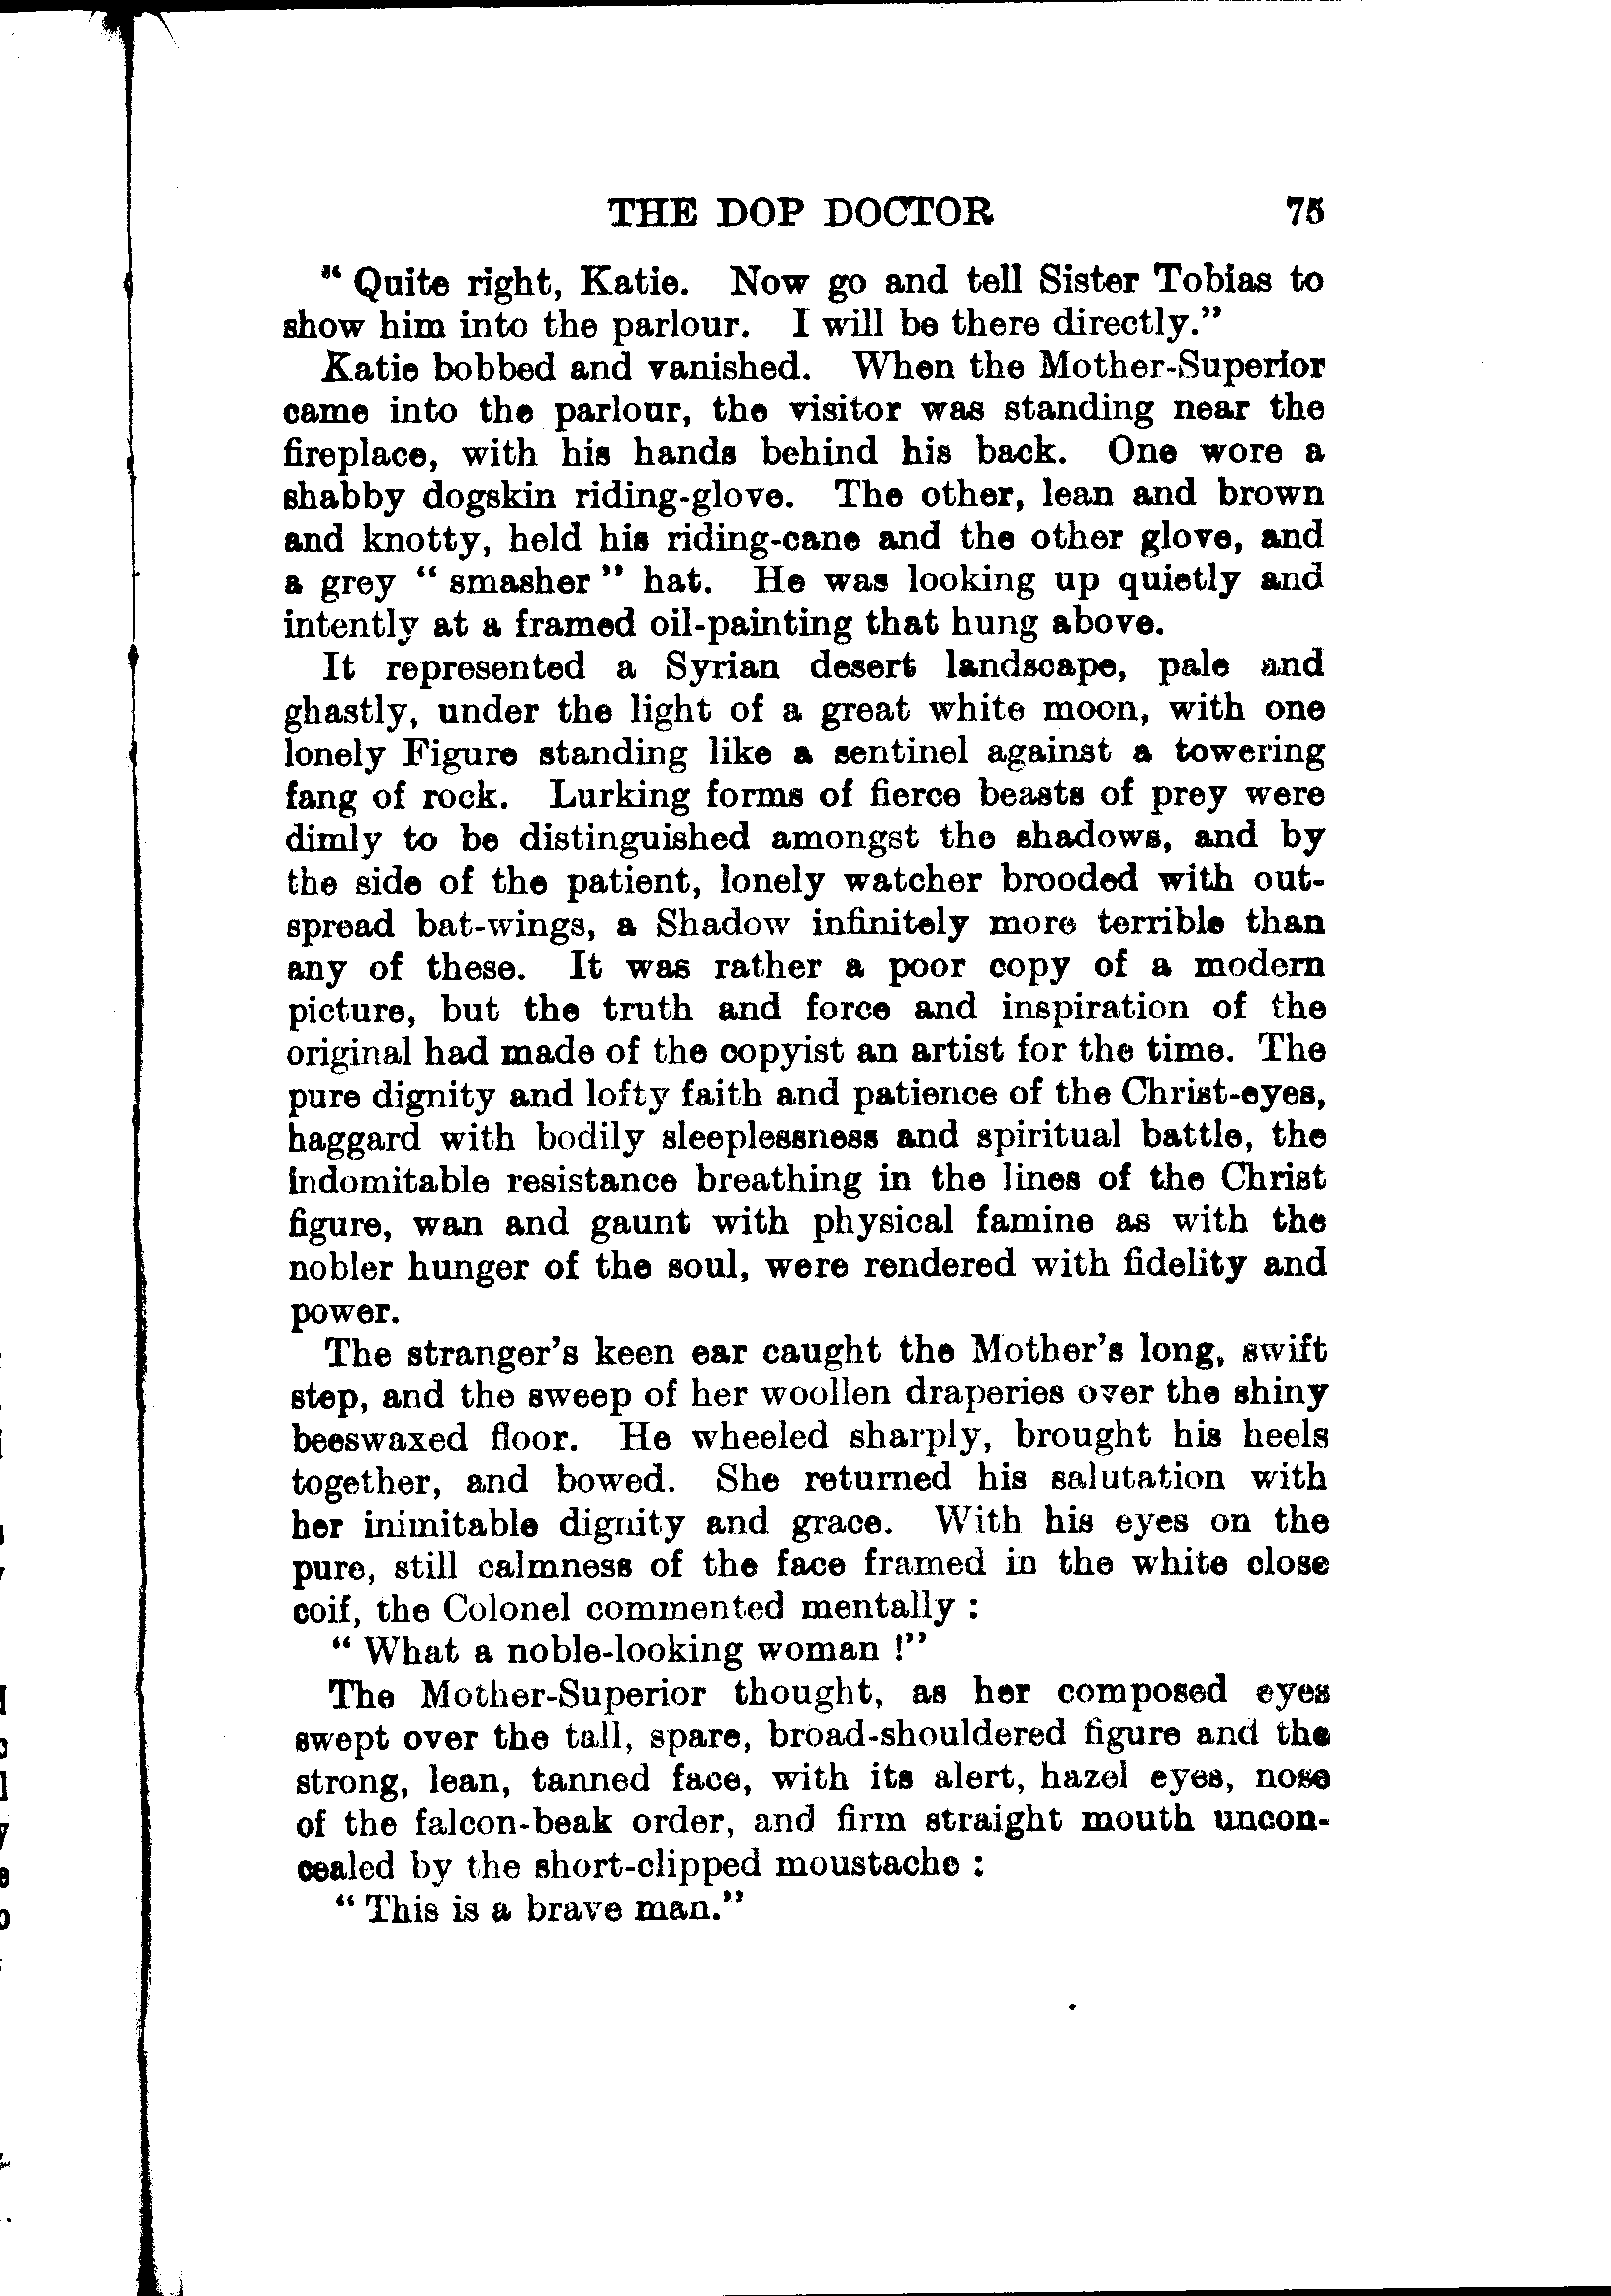 THE DOP DOCTOR 75
"Quite right, Katie. Now go and tell Sister Tobias to
show him into the parlour. I will be there directly."
Katie bobbed and vanished. When the Mother-Superior
came into the parlour, the visitor was standing near the
fireplace, with his hands behind his back. One wore a
shabby dogskin riding-glove. The other, lean and brown
and knotty, held his riding-cane and the other glove, and
a grey "smasher" hat. He was looking up quietly and
intently at a framed oil-painting that hung above.
It represented a Syrian desert landscape, pale and
ghastly, under the light of a great white moon, with one
lonely Figure standing like a sentinel against a towering
fang of rock. Lurking forms of fierce beasts of prey were
dimly to be distinguished amongst the shadows, and by
the side of the patient, lonely watcher brooded with out-
spread bat-wings, a Shadow infinitely more terrible than
any of these. It was rather a poor copy of a modern
picture, but the truth and force and inspiration of the
original had made of the copyist an artist for the time. The
pure dignity and lofty faith and patience of the Christ-eyes,
haggard with bodily sleeplessness and spiritual battle, the
indomitable resistance breathing in the lines of the Christ
figure, wan and gaunt with physical famine as with the
nobler hunger of the soul, were rendered with fidelity and
power.
The stranger's keen ear caught the Mother's long, swift
step, and the sweep of her woollen draperies over the shiny
beeswaxed floor. He wheeled sharply, brought his heels
together, and bowed. She returned his salutation with
her inimitable dignity and grace. With his eyes on the
pure, still calmness of the face framed in the white close
coif, the Colonel commented mentally :
"What a noble-looking woman !"
The Mother-Superior thought, as her composed eyes
swept over the tall, spare, broad-shouldered figure and the
strong, lean, tanned face, with its alert, hazel eyes, nose
of the falcon-beak order, and firm straight mouth uncon-
cealed by the short-clipped moustache :
"This is a brave man."